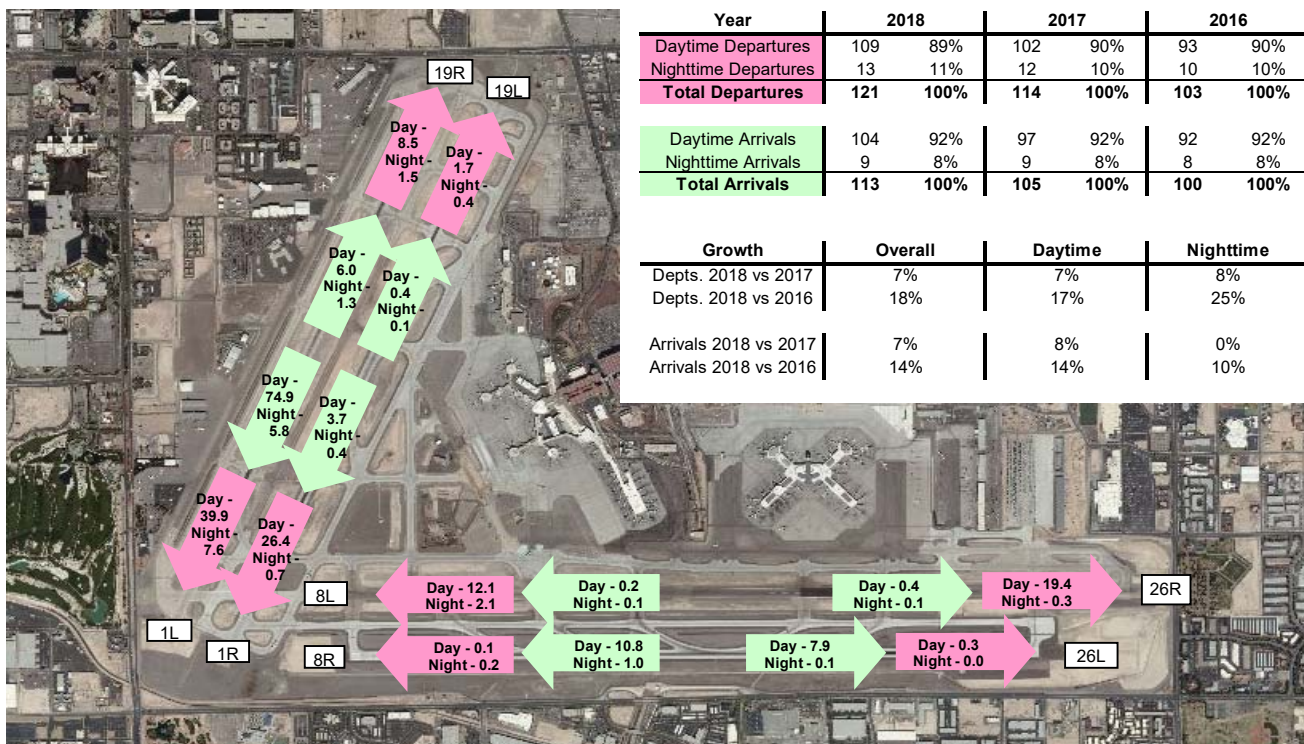 Year 2018 2017 2016
Daytime Departures 109 89% 102 90% 93 90%
Nighttime Departures 13 11% 12 10% 10 10%
Total Departures 121 100% 114 100% 103 100%
Daytime Arrivals 104 92% 97 92% 92 92%
Nighttime Arrivals 9 8% 9 8% 8 8%
Total Arrivals 113 100% 105 100% 100 100%
Growth Overall Daytime Nighttime
Depts. 2018 vs 2017 7% 7% 8%
Depts. 2018 vs 2016 18% 17% 25%
Arrivals 2018 vs 2017 7% 8% 0%
Arrivals 2018 vs 2016 14% 14% 10%
19R
19L
Day -
8.5
Night -
1.5
Day -
1.7
Night -
0.4
Day -
6.0
Night -
1.3
Day -
0.4
Night -
0.1
Day -
74.9
Night -
5.8
Day -
3.7
Night -
0.4
Day -
39.9
Night -
7.6
Day -
26.4
Night -
0.7
8L
Day - 12.1
Night - 2.1
Day - 0.2
Night - 0.1
Day - 0.4
Night - 0.1
Day - 19.4
Night - 0.3
26R
1L
1R
8R
Day - 0.1
Night - 0.2
Day - 10.8
Night - 1.0
Day - 7.9
Night - 0.1
Day - 0.3
Night - 0.0
26L